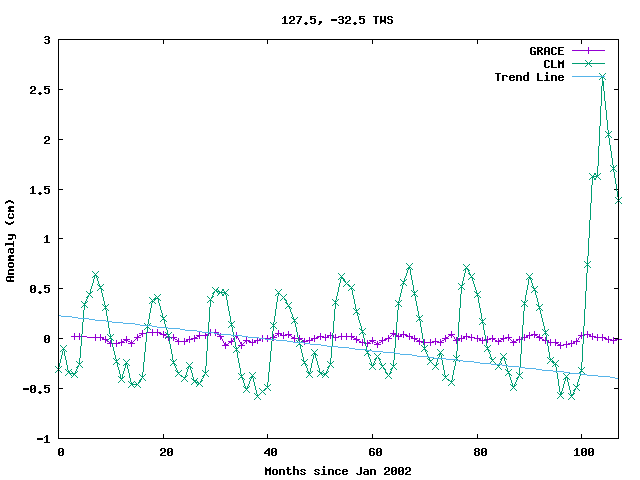 127.5, -32.5 TWS
GRACE
CLM
Trend Line
3
2.5
2
1.5
1
0.5
0
-0.5
-1
Anomaly (cm)
0 20 40 60 80 100
Months since Jan 2002